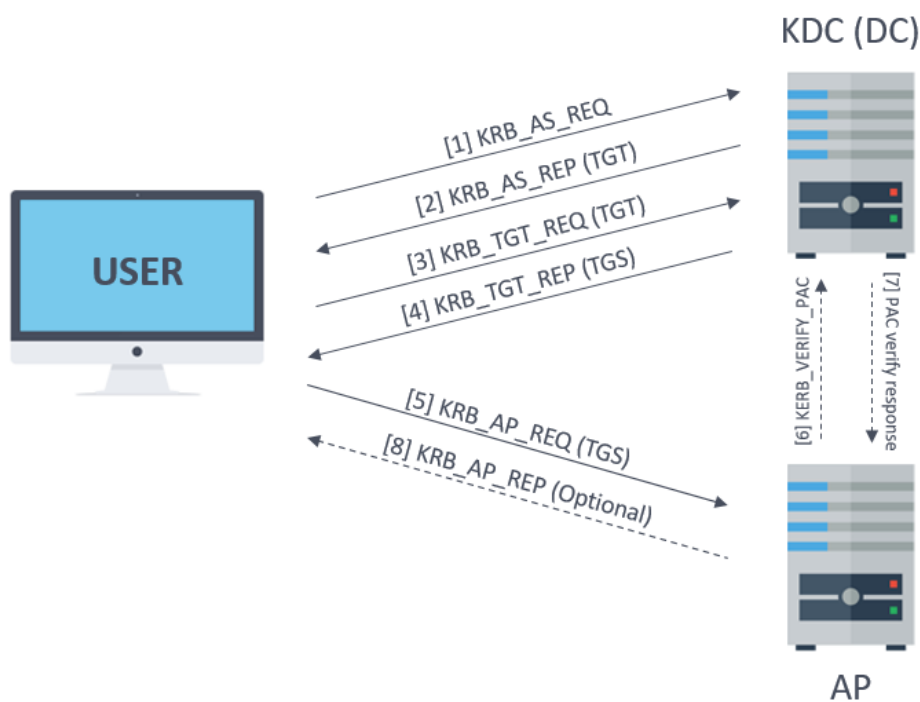 KDC (DC)
[1] KRB_AS_REQ
[2] KRB_AS_REP (TGT)
[3] KRB_TGT_REQ (TGT)
[4] KRB_TGT_REP (TGS)
USER
[6] KERB_VERIFY_PAC
[7] PAC verify response
[5] KRB_AP_REQ (TGS)
[8] KRB_AP_REP (Optional)
AP